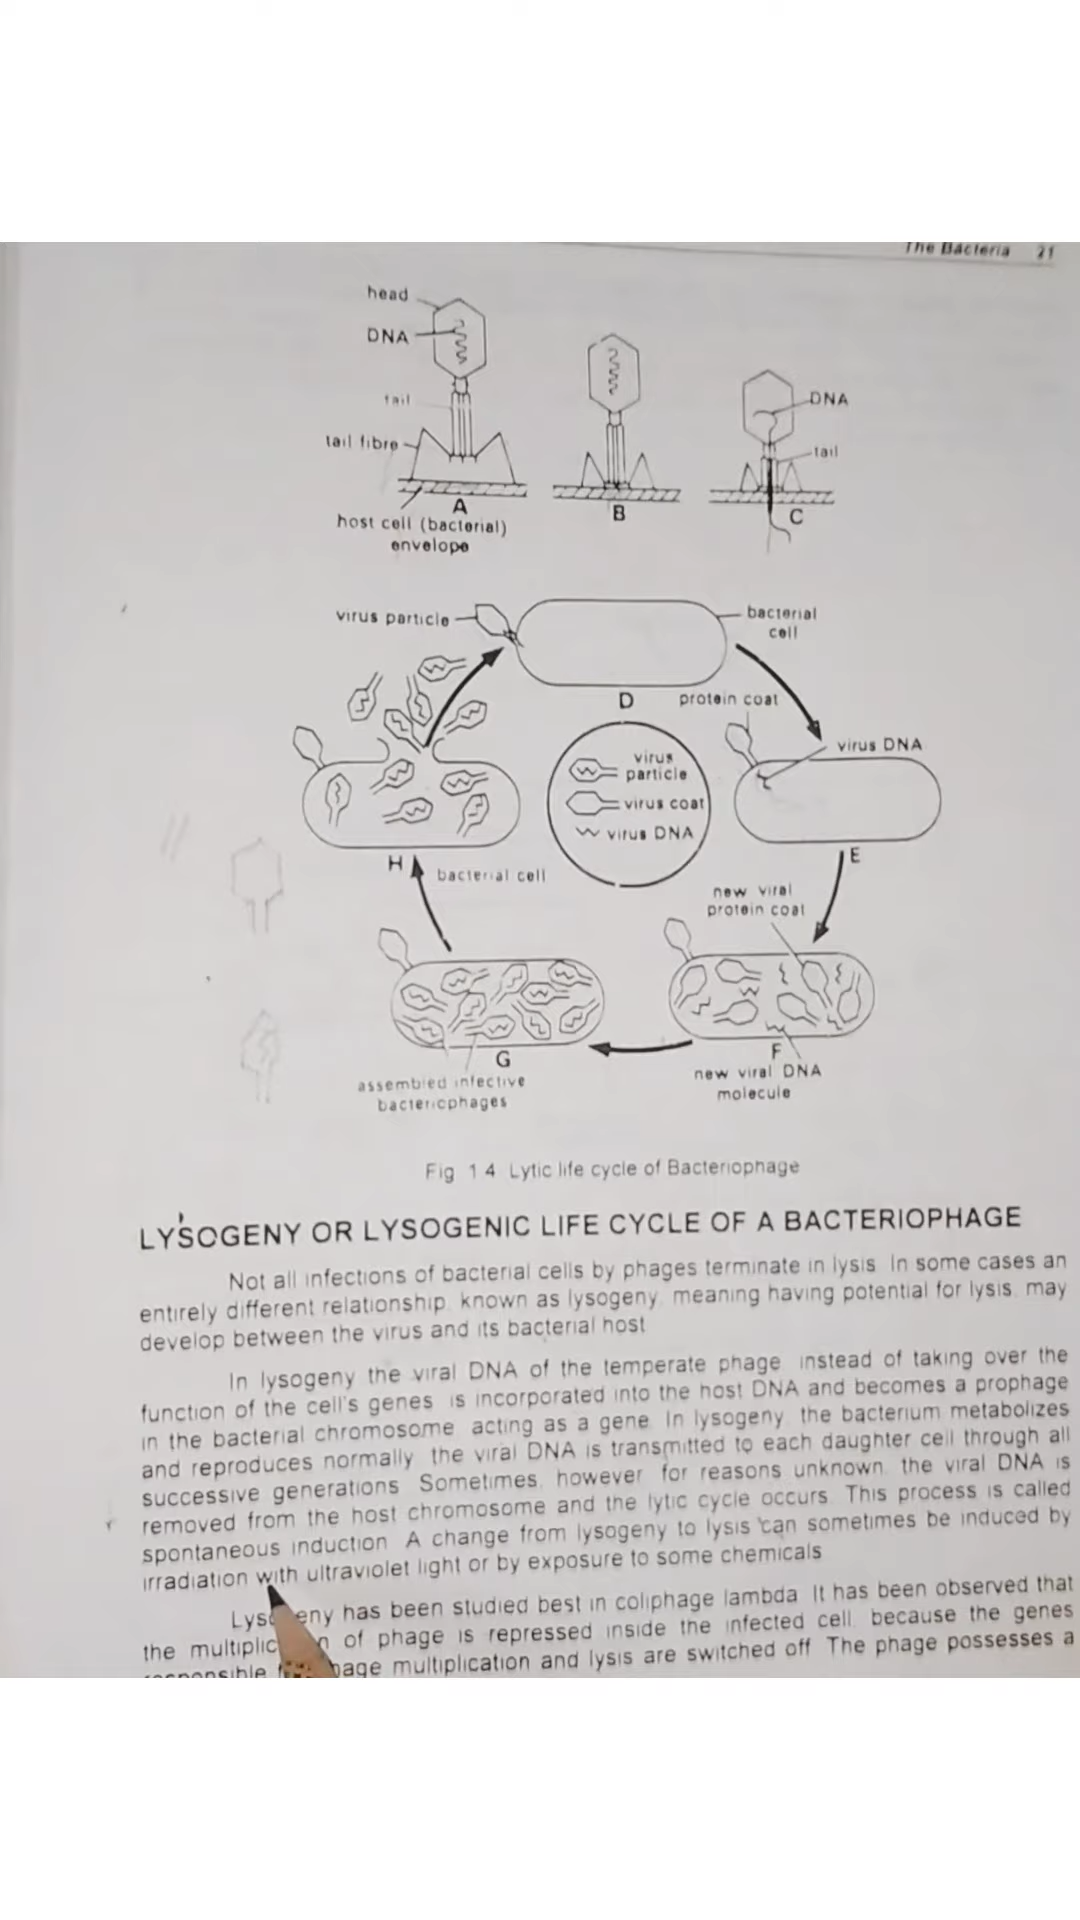 The Bacteria 21
head
DNA
tail
tail fibre
A
host cell (bacterial)
envelope
B
DNA
tail
C
virus particle
bacterial
cell
D
protein coat
virus DNA
virus
particle
virus coat
virus DNA
E
H
bacterial cell
new viral
protein coat
G
assembled infective
bacteriophages
F
new viral DNA
molecule
Fig 1 4 Lytic life cycle of Bacteriophage
LYSOGENY OR LYSOGENIC LIFE CYCLE OF A BACTERIOPHAGE
Not all infections of bacterial cells by phages terminate in lysis In some cases an
entirely different relationship, known as lysogeny, meaning having potential for lysis, may
develop between the virus and its bacterial host
In lysogeny the viral DNA of the temperate phage instead of taking over the
function of the cell's genes is incorporated into the host DNA and becomes a prophage
in the bacterial chromosome acting as a gene In lysogeny, the bacterium metabolizes
and reproduces normally the viral DNA is transmitted to each daughter cell through all
successive generations Sometimes, however for reasons unknown, the viral DNA is
removed from the host chromosome and the lytic cycle occurs This process is called
spontaneous induction A change from lysogeny to lysis can sometimes be induced by
irradiation with ultraviolet light or by exposure to some chemicals
has been studied best in coliphage lambda It has been observed that
the of phage is repressed inside the infected cell, because the genes
multiplication and lysis are switched off The phage possesses a